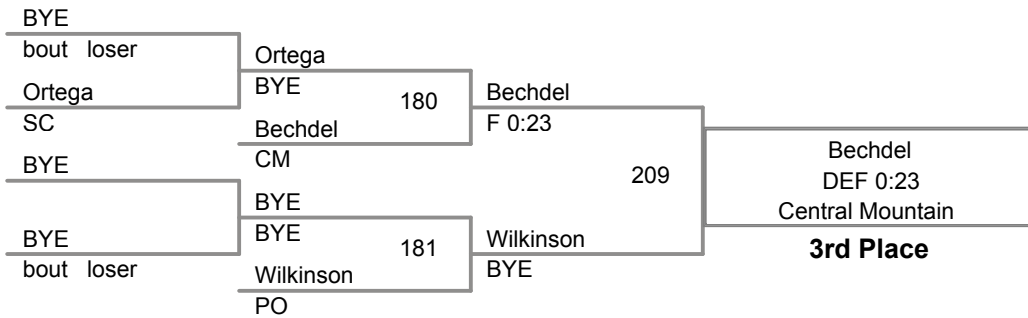 BYE
bout loser
Ortega
SC
BYE
BYE
bout loser
Ortega
BYE
180
Bechdel
CM
BYE
BYE
181
Wilkinson
PO
Bechdel
F 0:23
209
Wilkinson
BYE
Bechdel
DEF 0:23
Central Mountain
3rd Place